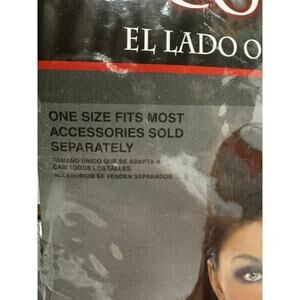 EL LADO O
ONE SIZE FITS MOST
ACCESSORIES SOLD
SEPARATELY
TAMAÑO ÚNICO QUE SE ADAPTA A
CASI TODOS LOS TALLES.
ACCESORIOS SE VENDEN SEPARADOS